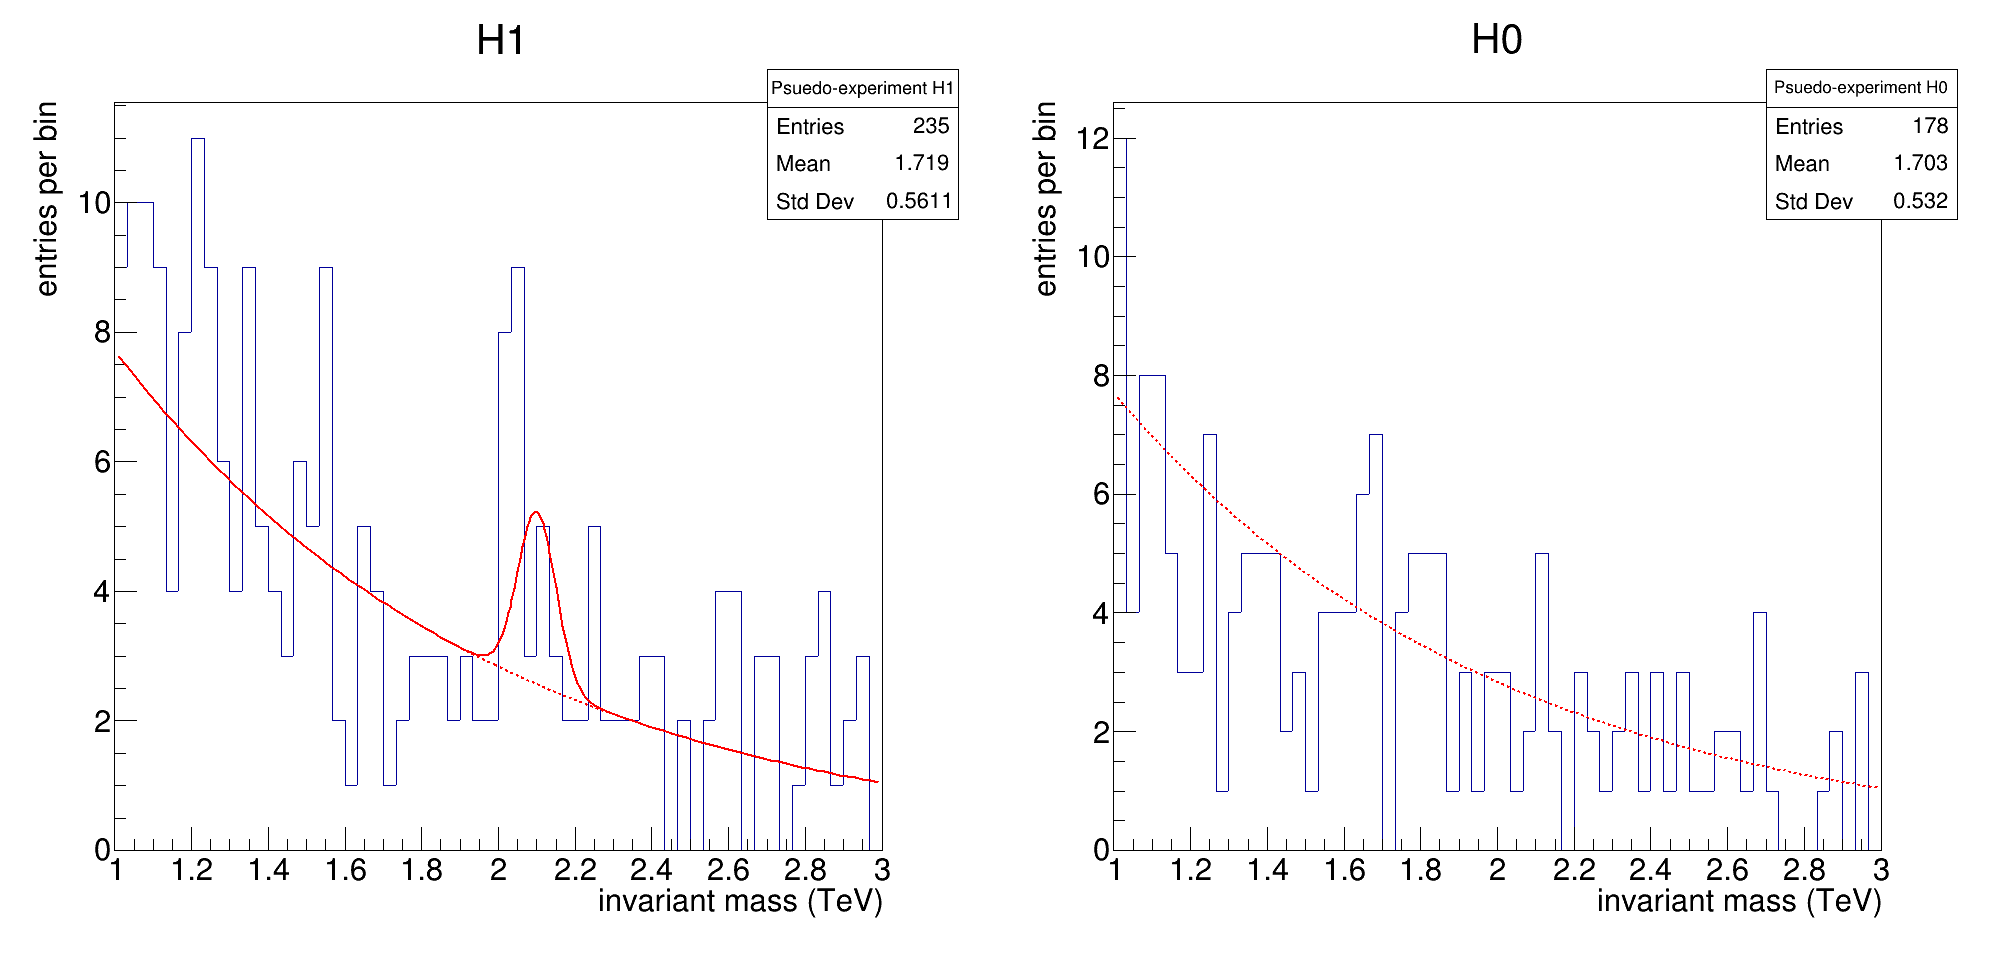 H1
Psuedo-experiment H1
Entries 235
Mean 1.719
Std Dev 0.5611
entries per bin
10
8
6
4
2
0
1 1.2 1.4 1.6 1.8 2 2.2 2.4 2.6 2.8 3
invariant mass (TeV)
H0
Psuedo-experiment H0
Entries 178
Mean 1.703
Std Dev 0.532
entries per bin
12
10
8
6
4
2
0
1 1.2 1.4 1.6 1.8 2 2.2 2.4 2.6 2.8 3
invariant mass (TeV)